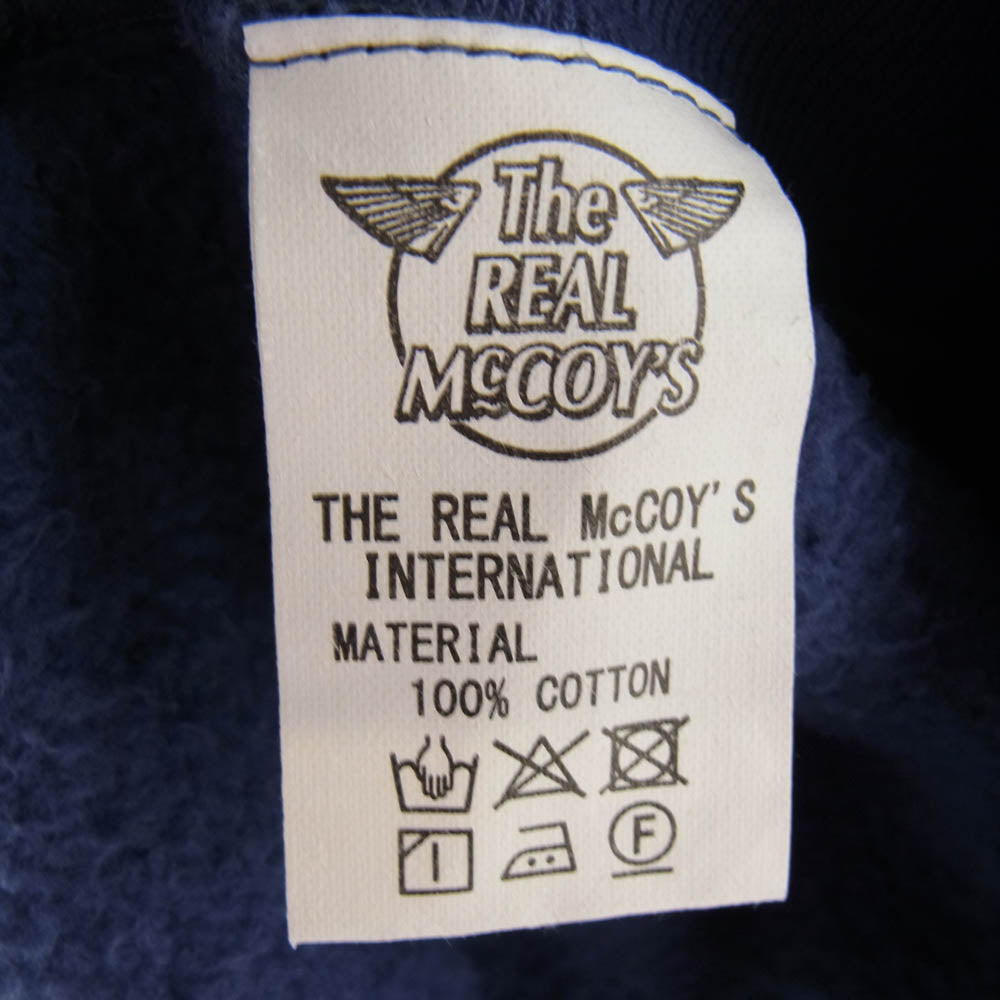 The
REAL
McCOY'S
THE REAL McCOY'S
INTERNATIONAL
MATERIAL
100% COTTON
F